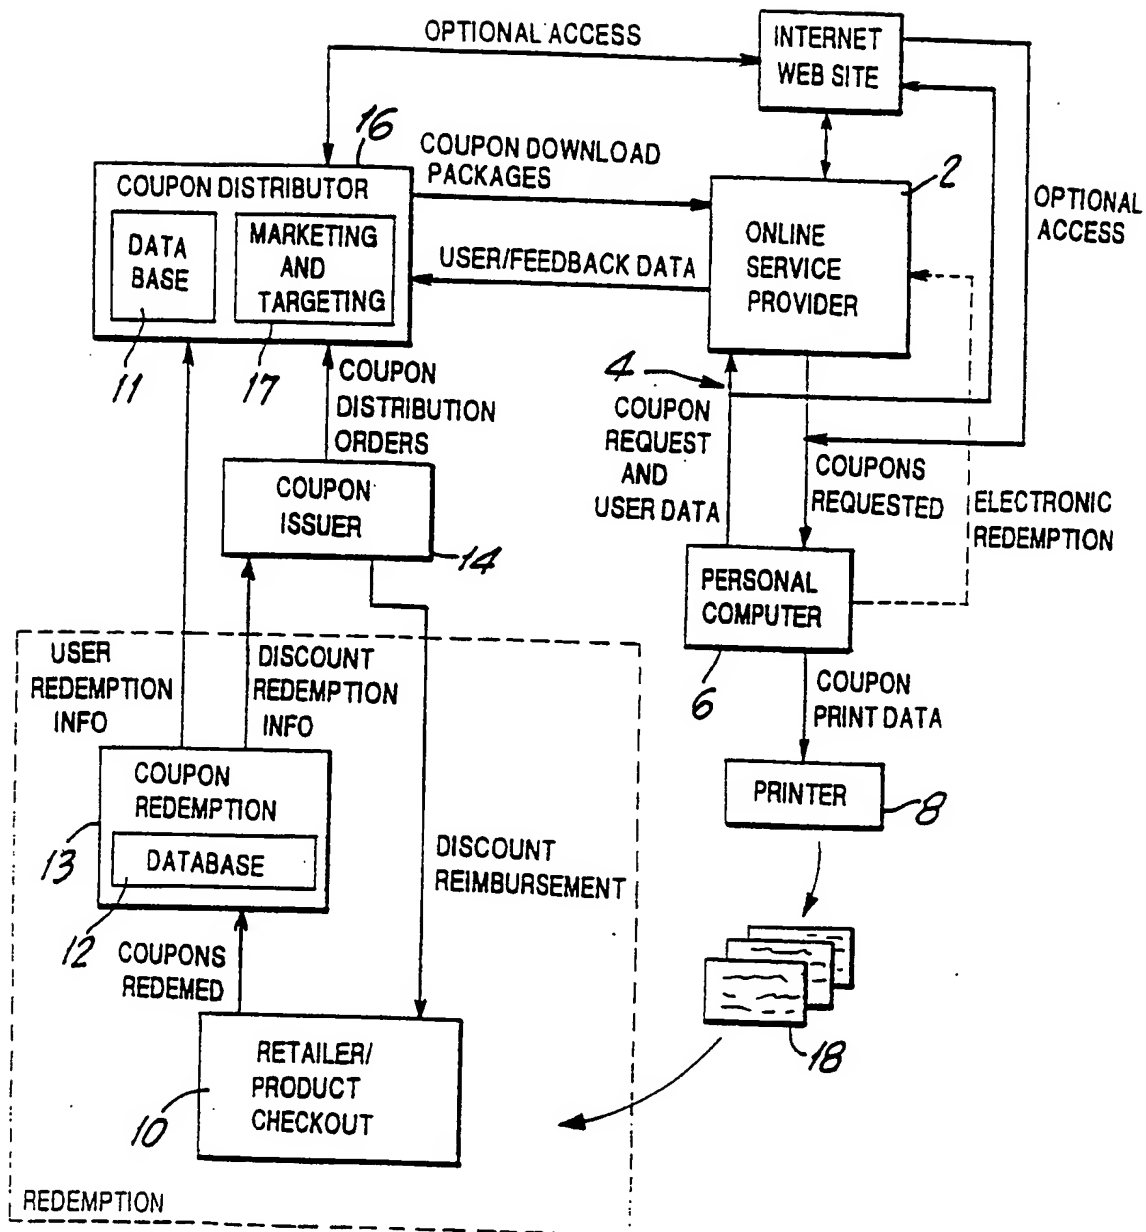 OPTIONAL ACCESS
INTERNET
WEB SITE
16
COUPON DOWNLOAD
PACKAGES
COUPON DISTRIBUTOR
DATA
BASE
MARKETING
AND
TARGETING
2
ONLINE
SERVICE
PROVIDER
OPTIONAL
ACCESS
USER/FEEDBACK DATA
11
17
COUPON
DISTRIBUTION
ORDERS
4
COUPON
REQUEST
AND
USER DATA
COUPONS
REQUESTED
ELECTRONIC
REDEMPTION
COUPON
ISSUER
14
PERSONAL
COMPUTER
6
USER
REDEMPTION
INFO
DISCOUNT
REDEMPTION
INFO
COUPON
PRINT DATA
COUPON
REDEMPTION
DATABASE
13
12
PRINTER
8
DISCOUNT
REIMBURSEMENT
COUPONS
REDEMED
18
RETAILER/
PRODUCT
CHECKOUT
10
REDEMPTION